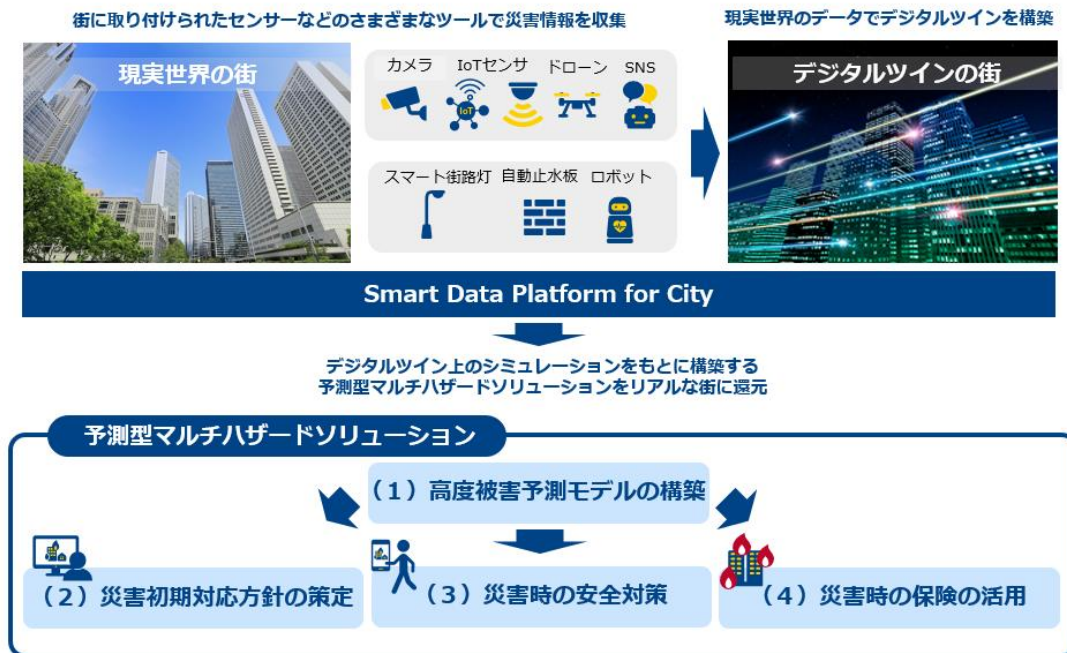 街に取り付けられたセンサーなどのさまざまなツールで災害情報を収集
現実世界のデータでデジタルツインを構築
現実世界の街
カメラ
IoTセンサ
ドローン
SNS
IoT
デジタルツインの街
スマート街路灯
自動止水板
ロボット
Smart Data Platform for City
デジタルツイン上のシミュレーションをもとに構築する
予測型マルチハザードソリューションをリアルな街に還元
予測型マルチハザードソリューション
（1）高度被害予測モデルの構築
（2）災害初期対応方針の策定
（3）災害時の安全対策
（4）災害時の保険の活用